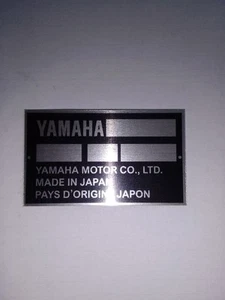 YAMAHA
YAMAHA MOTOR CO., LTD.
MADE IN JAPAN
PAYS D'ORIGINE JAPON